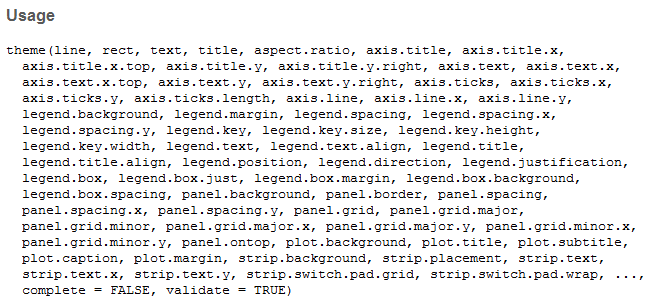 Usage
theme(line, rect, text, title, aspect.ratio, axis.title, axis.title.x,
axis.title.x.top, axis.title.y, axis.title.y.right, axis.text, axis.text.x,
axis.text.x.top, axis.text.y, axis.text.y.right, axis.ticks, axis.ticks.x,
axis.ticks.y, axis.ticks.length, axis.line, axis.line.x, axis.line.y,
legend.background, legend.margin, legend.spacing, legend.spacing.x,
legend.spacing.y, legend.key, legend.key.size, legend.key.height,
legend.key.width, legend.text, legend.text.align, legend.title,
legend.title.align, legend.position, legend.direction, legend.justification,
legend.box, legend.box.just, legend.box.margin, legend.box.background,
legend.box.spacing, panel.background, panel.border, panel.spacing,
panel.spacing.x, panel.spacing.y, panel.grid, panel.grid.major,
panel.grid.minor, panel.grid.major.x, panel.grid.major.y, panel.grid.minor.x,
panel.grid.minor.y, panel.ontop, plot.background, plot.title, plot.subtitle,
plot.caption, plot.margin, strip.background, strip.placement, strip.text,
strip.text.x, strip.text.y, strip.switch.pad.grid, strip.switch.pad.wrap, ...,
complete = FALSE, validate = TRUE)